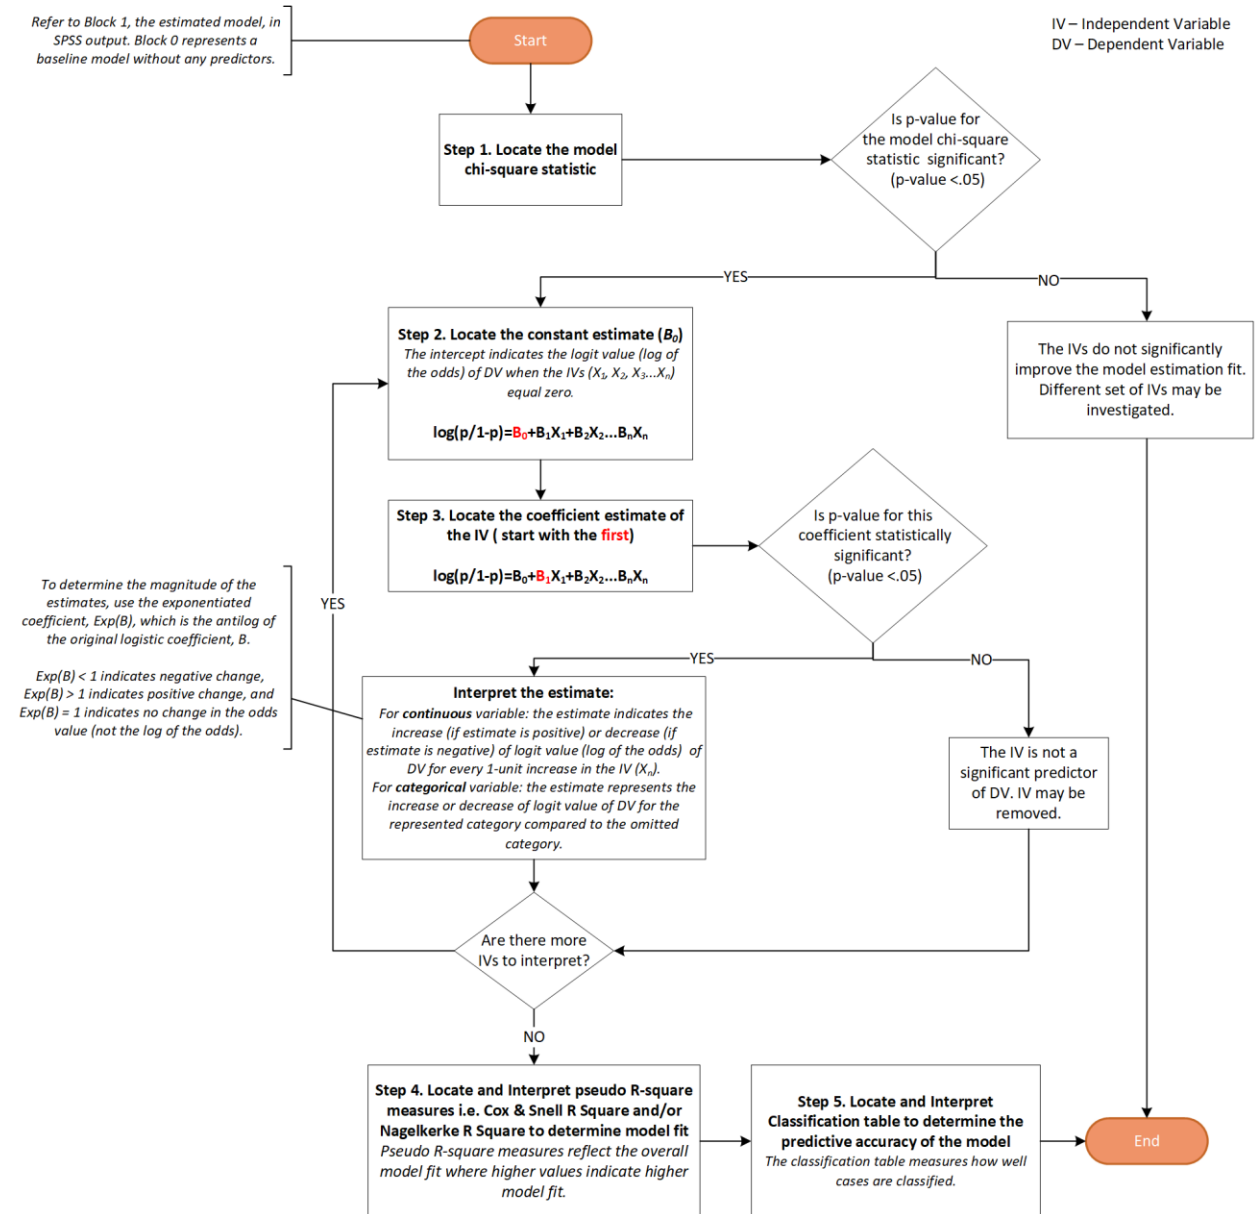 Refer to Block 1, the estimated model, in
SPSS output. Block 0 represents a
baseline model without any predictors.
Start
IV – Independent Variable
DV – Dependent Variable
Step 1. Locate the model
chi-square statistic
Is p-value for
the model chi-square
statistic significant?
(p-value <.05)
YES
NO
Step 2. Locate the constant estimate (B₀)
The intercept indicates the logit value (log of
the odds) of DV when the IVs (X₁, X₂, X₃...Xₙ)
equal zero.
log(p/1-p)=B₀+B₁X₁+B₂X₂...BₙXₙ
The IVs do not significantly
improve the model estimation fit.
Different set of IVs may be
investigated.
Step 3. Locate the coefficient estimate of
the IV ( start with the first)
log(p/1-p)=B₀+B₁X₁+B₂X₂...BₙXₙ
Is p-value for this
coefficient statistically
significant?
(p-value <.05)
To determine the magnitude of the
estimates, use the exponentiated
coefficient, Exp(B), which is the antilog of
the original logistic coefficient, B.
Exp(B) < 1 indicates negative change,
Exp(B) > 1 indicates positive change, and
Exp(B) = 1 indicates no change in the odds
value (not the log of the odds).
YES
YES
NO
Interpret the estimate:
For continuous variable: the estimate indicates the
increase (if estimate is positive) or decrease (if
estimate is negative) of logit value (log of the odds) of
DV for every 1-unit increase in the IV (Xₙ).
For categorical variable: the estimate represents the
increase or decrease of logit value of DV for the
represented category compared to the omitted
category.
The IV is not a
significant predictor
of DV. IV may be
removed.
Are there more
IVs to interpret?
NO
Step 4. Locate and Interpret pseudo R-square
measures i.e. Cox & Snell R Square and/or
Nagelkerke R Square to determine model fit
Pseudo R-square measures reflect the overall
model fit where higher values indicate higher
model fit.
Step 5. Locate and Interpret
Classification table to determine the
predictive accuracy of the model
The classification table measures how well
cases are classified.
End